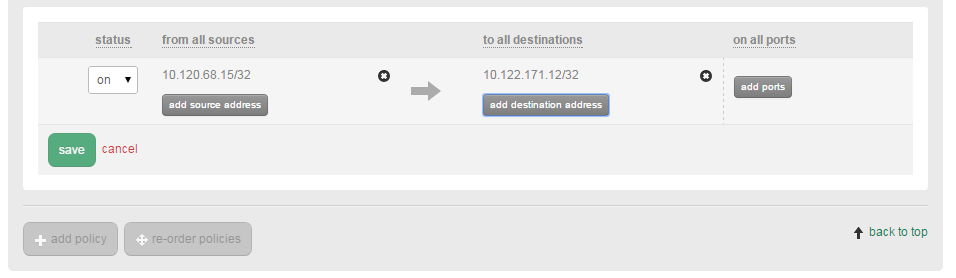 status from all sources to all destinations on all ports
on 10.120.68.15/32 10.122.171.12/32
add source address add destination address add ports
save cancel
add policy re-order policies back to top